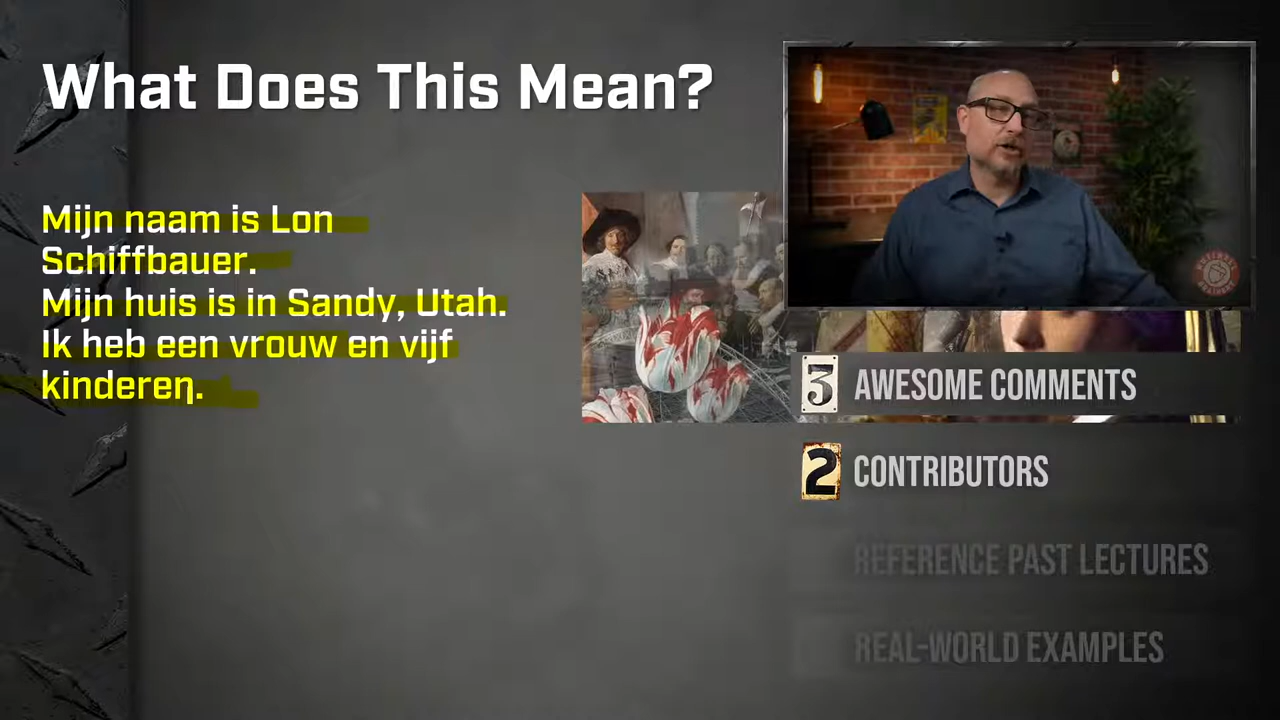 What Does This Mean?
Mijn naam is Lon
Schiffbauer.
Mijn huis is in Sandy, Utah.
Ik heb een vrouw en vijf
kinderen.
3 AWESOME COMMENTS
2 CONTRIBUTORS
REFERENCE PAST LECTURES
REAL-WORLD EXAMPLES